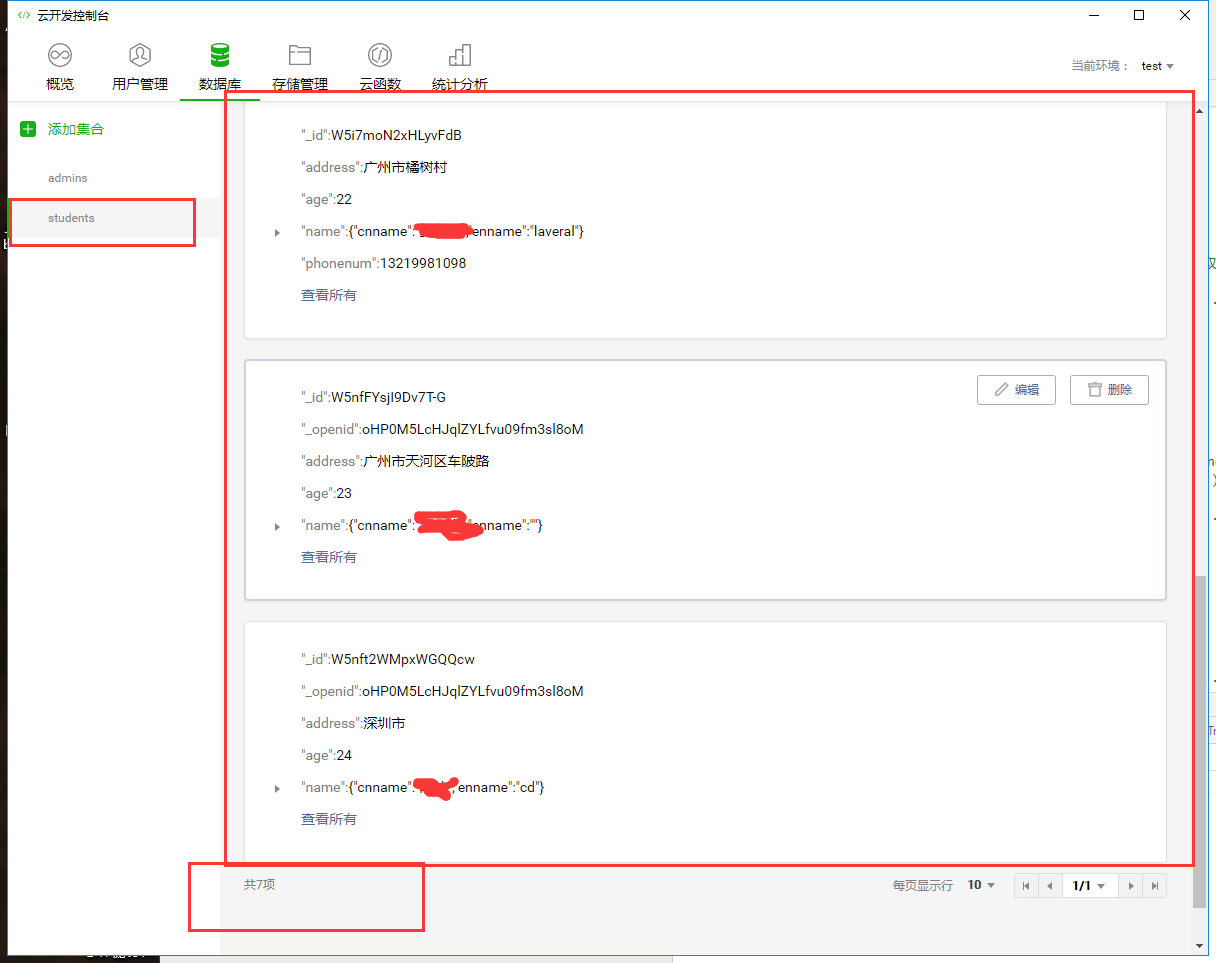 云开发控制台
概览
用户管理
数据库
存储管理
云函数
统计分析
当前环境：
test
添加集合
admins
students
"_id":W5i7moN2xHLyvFdB
"address":广州市橘树村
"age":22
"name":{"cnname": enname":"laveral"}
"phonenum":13219981098
查看所有
"_id":W5nfFYsjI9Dv7T-G
编辑
删除
"_openid":oHP0M5LcHJqlZYLfvu09fm3sl8oM
"address":广州市天河区车陂路
"age":23
"name":{"cnname": enname":""}
查看所有
"_id":W5nft2WMpxWGQQcw
"_openid":oHP0M5LcHJqlZYLfvu09fm3sl8oM
"address":深圳市
"age":24
"name":{"cnname": enname":"cd"}
查看所有
共7项
每页显示行
10
1/1